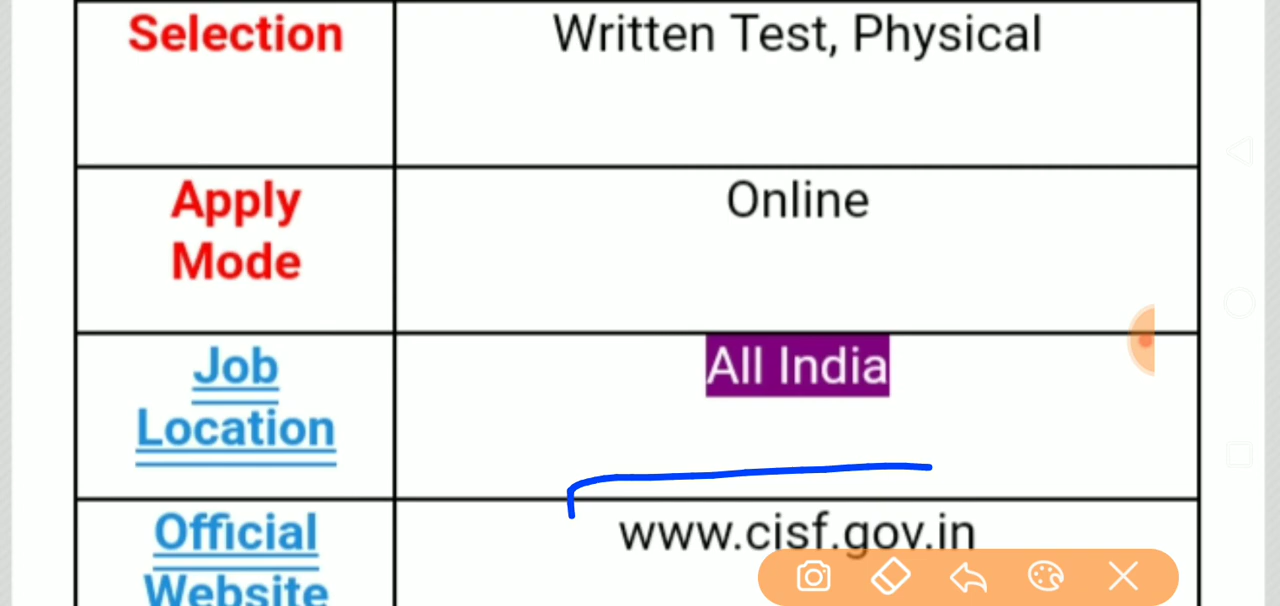 Selection
Written Test, Physical
Apply
Mode
Online
Job
Location
All India
Official
Website
www.cisf.gov.in